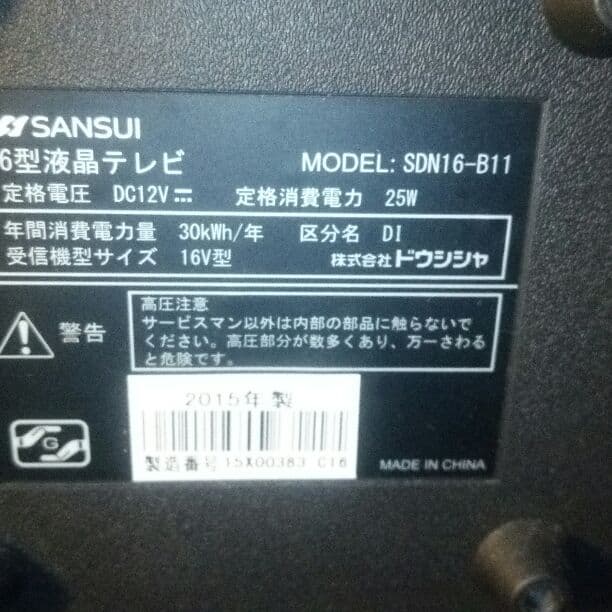 SANSUI
6型液晶テレビ MODEL: SDN16-B11
定格電圧 DC12V 定格消費電力 25W
年間消費電力量 30kWh/年 区分名 DI
受信機型サイズ 16V型 株式会社ドウシシャ
高圧注意
警告
サービスマン以外は内部の部品に触らないで
ください。高圧部分が数多くあり、万一さわる
と危険です。
2015年 製
製造番号 15X00383 C16
G
MADE IN CHINA